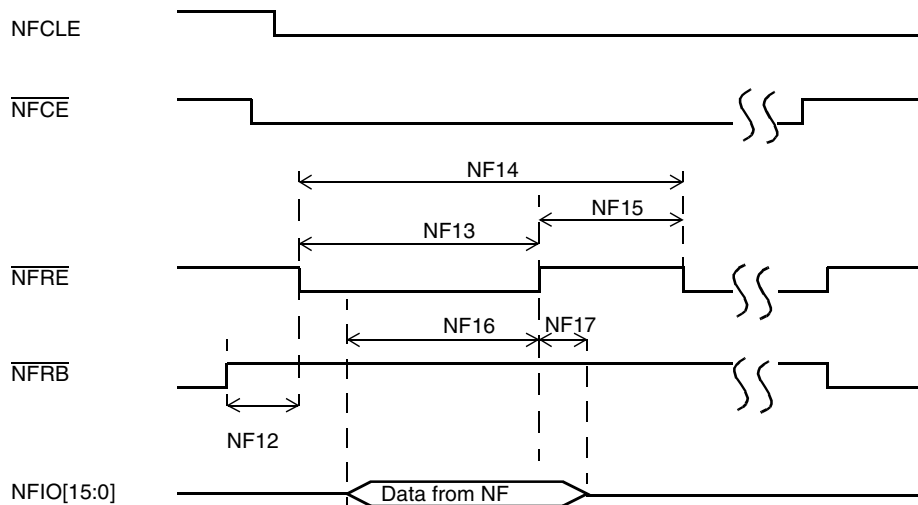 NFCLE
NFCE
NF14
NF15
NF13
NFRE
NF16
NF17
NFRB
NF12
NFIO[15:0]
Data from NF